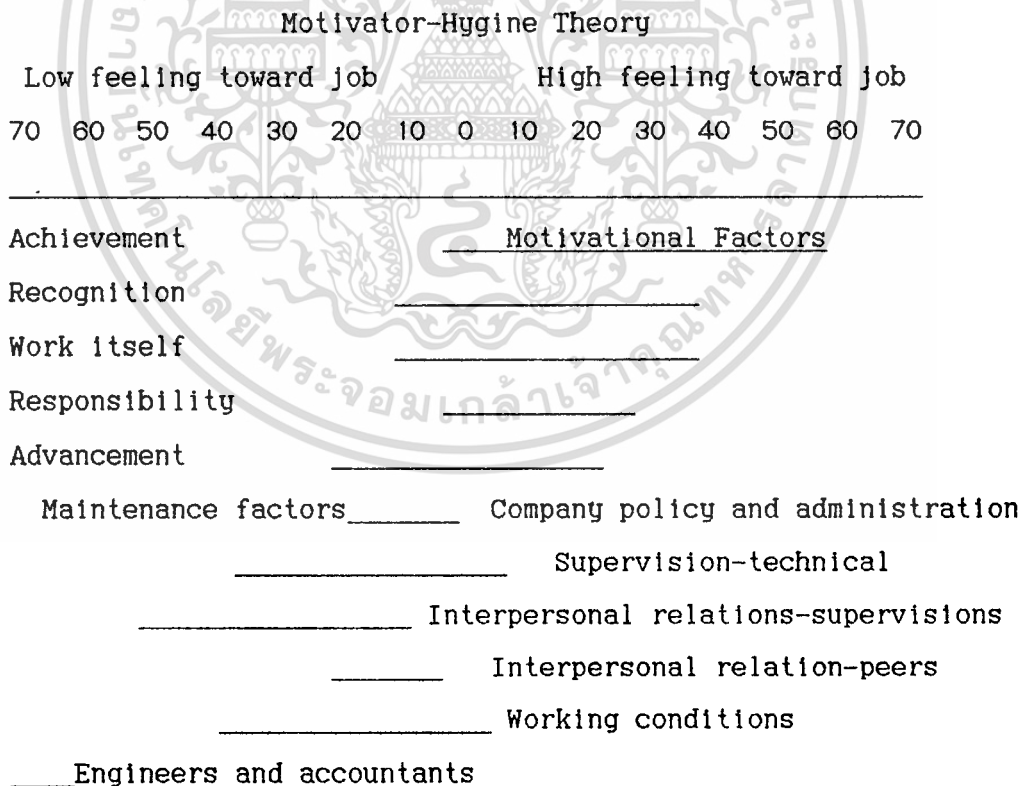 Motivator-Hygine Theory
Low feeling toward job High feeling toward job
70 60 50 40 30 20 10 0 10 20 30 40 50 60 70
Achievement Motivational Factors
Recognition
Work itself
Responsibility
Advancement
Maintenance factors Company policy and administration
Supervision-technical
Interpersonal relations-supervisions
Interpersonal relation-peers
Working conditions
Engineers and accountants